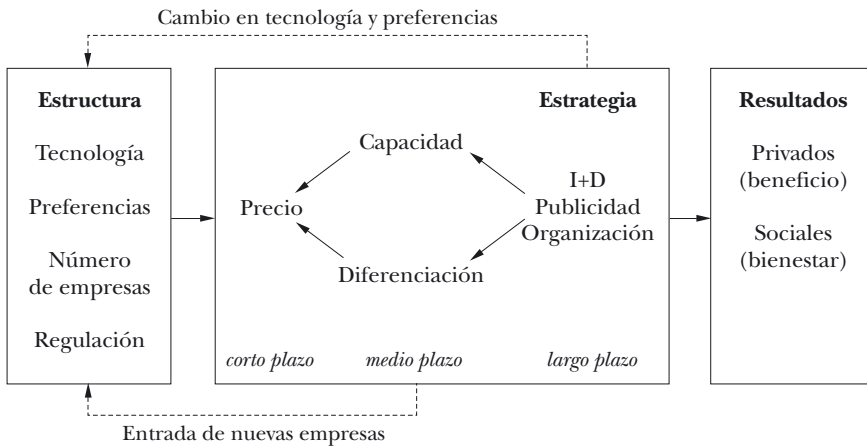 Cambio en tecnología y preferencias
Estructura
Tecnología
Preferencias
Número
de empresas
Regulación
Estrategia
Capacidad
I+D
Precio
Publicidad
Organización
Diferenciación
corto plazo
medio plazo
largo plazo
Resultados
Privados
(beneficio)
Sociales
(bienestar)
Entrada de nuevas empresas